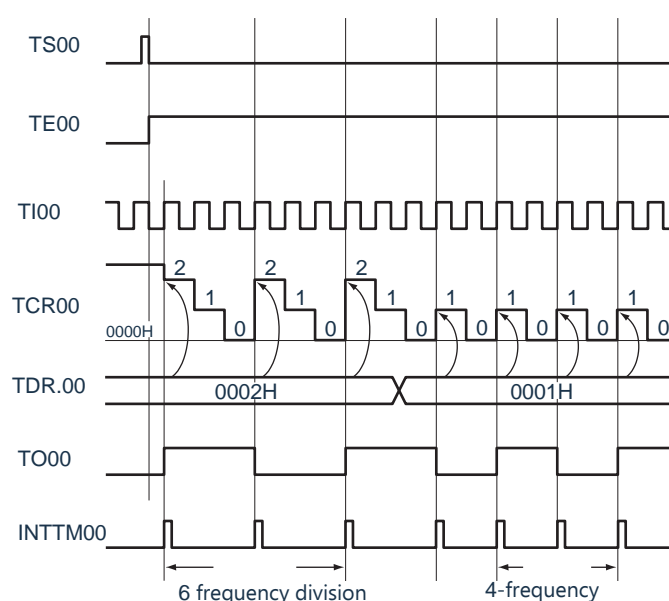 TS00
TE00
TI00
TCR00
2 1 0 2 1 0 2 1 0 1 0 1 0 1 0 1 0
0000H
TDR.00
0002H 0001H
TO00
INTTM00
6 frequency division 4-frequency